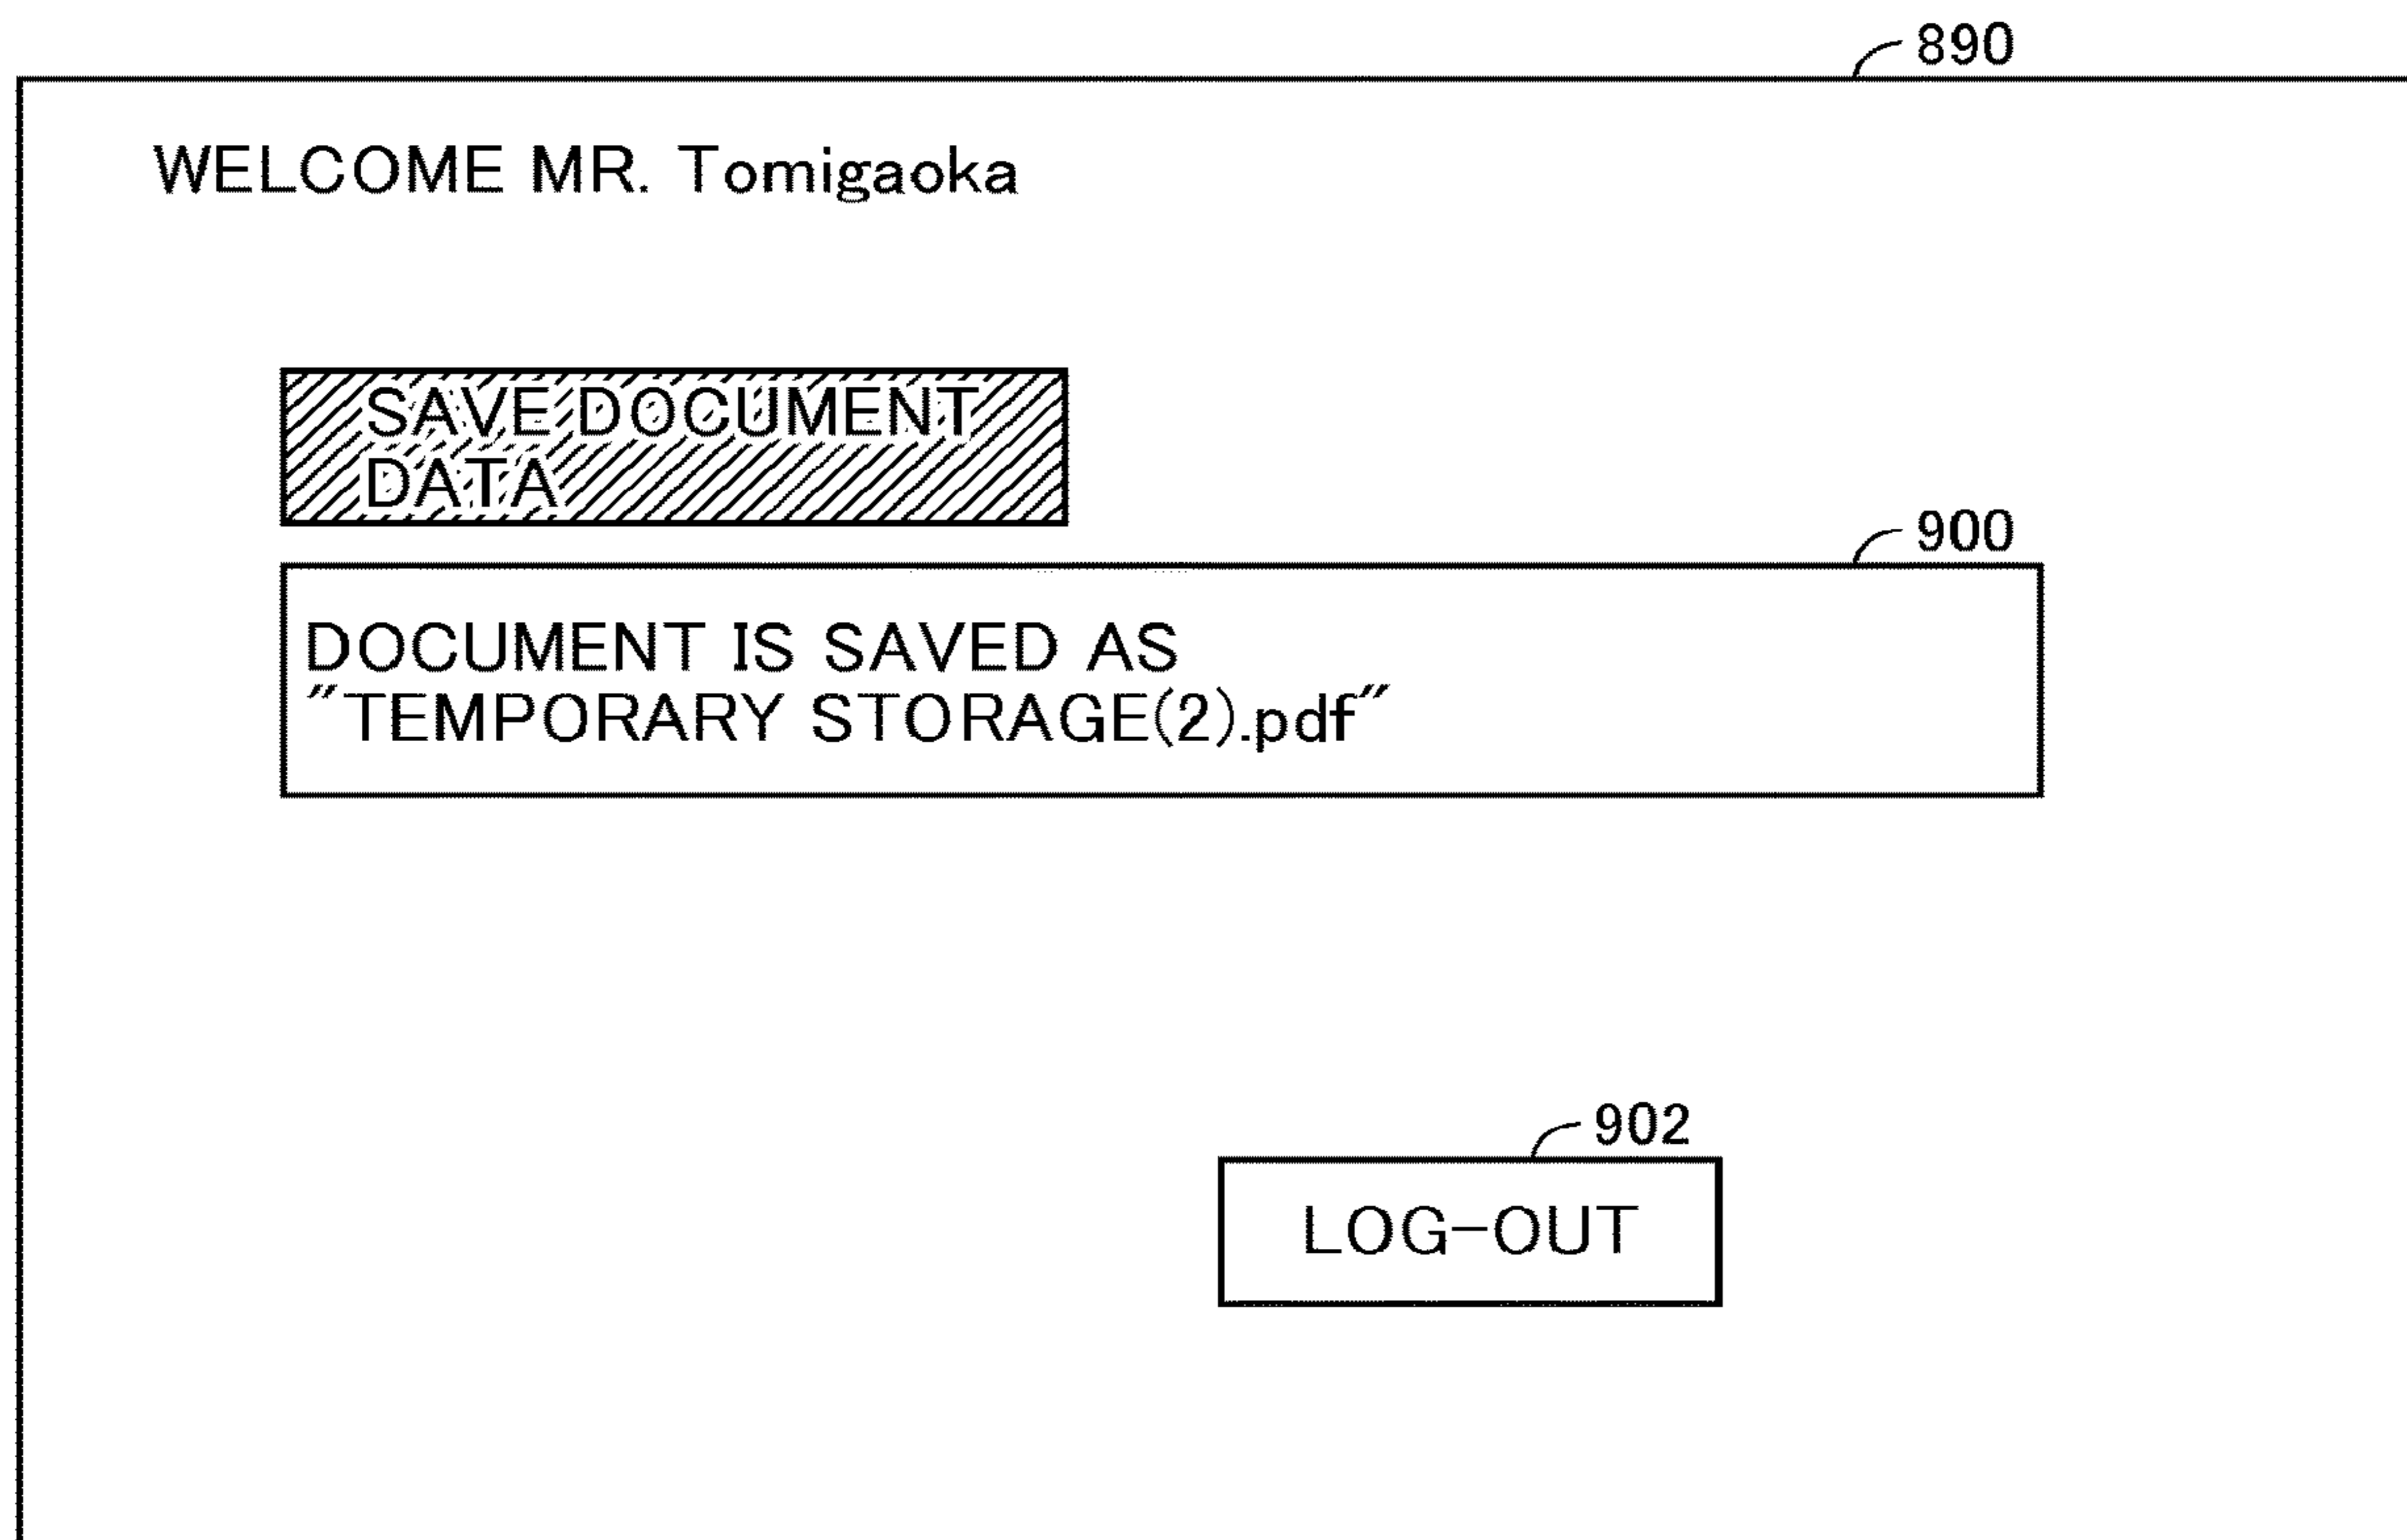 890
WELCOME MR. Tomigaoka
SAVE DOCUMENT
DATA
900
DOCUMENT IS SAVED AS
"TEMPORARY STORAGE(2).pdf"
902
LOG-OUT